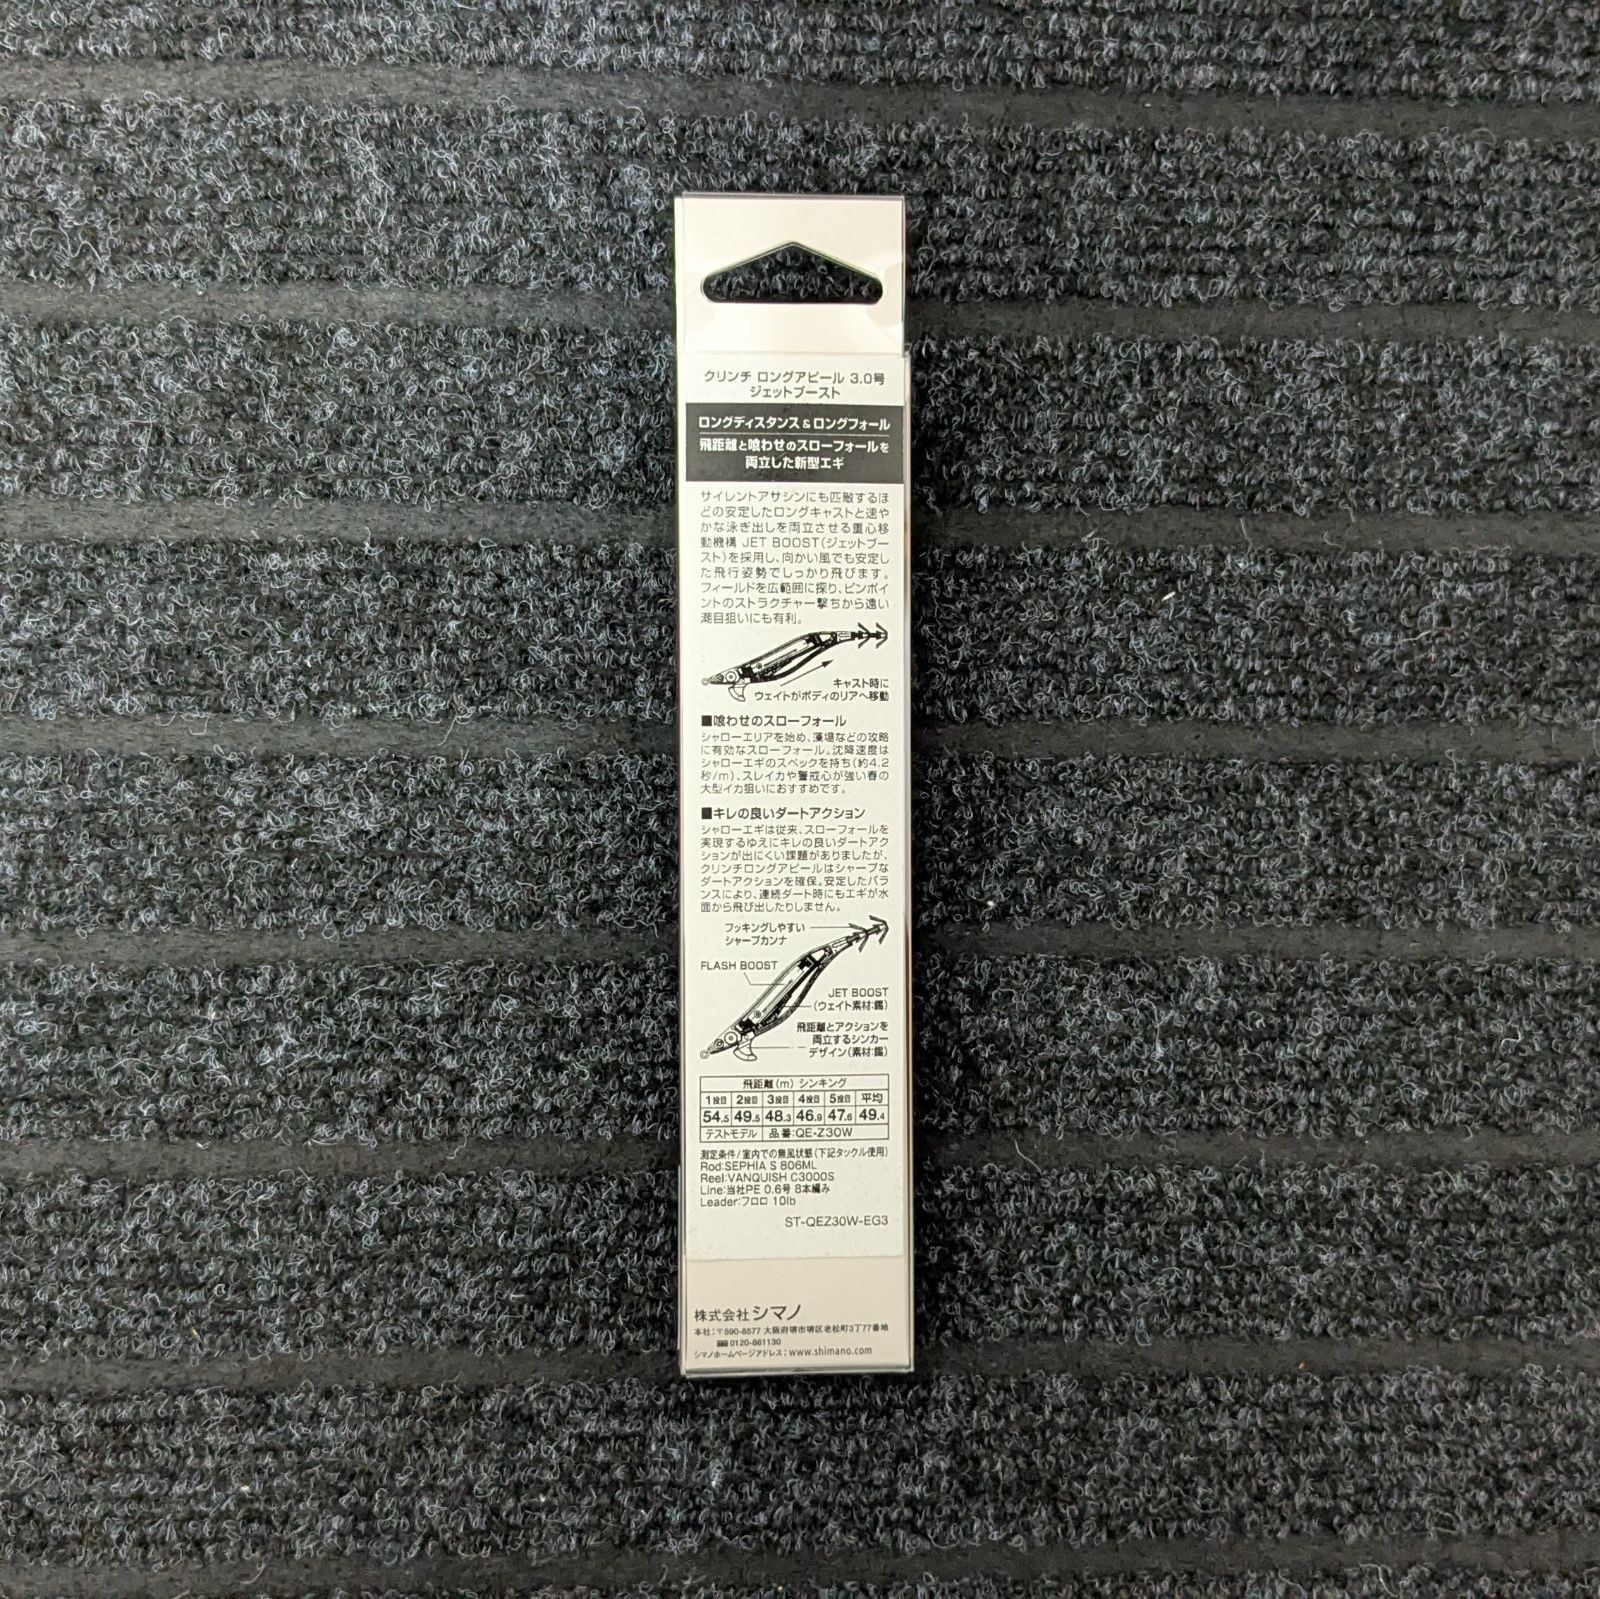 クリンチ ロングアピール 3.0号
ジェットブースト
ロングディスタンス&ロングフォール
飛距離と喰わせのスローフォールを
両立した新型エギ
サイレントアサシンにも匹敵するほ
どの安定したロングキャストと速や
かな泳ぎ出しを両立させる重心移
動機構 JET BOOST(ジェットブー
スト)を採用し、向かい風でも安定し
た飛行姿勢でしっかり飛びます。
フィールドを広範囲に探り、ピンポイ
ントのストラクチャー撃ちから遠い
潮目狙いにも有利。
キャスト時に
ウェイトがボディのリアへ移動
■喰わせのスローフォール
シャローエリアを始め、藻場などの攻略
に有効なスローフォール。沈降速度は
シャローエギのスペックを持ち(約4.2
秒/m)、スレイカや警戒心が強い春の
大型イカ狙いにおすすめです。
■キレの良いダートアクション
シャローエギは従来、スローフォールを
実現するゆえにキレの良いダートアク
ションが出にくい課題がありましたが、
クリンチロングアピールはシャープな
ダートアクションを確保。安定したバラ
ンスにより、連続ダート時にもエギが水
面から飛び出したりしません。
フッキングしやすい
シャープカンナ
FLASH BOOST
JET BOOST
(ウェイト素材:錫)
飛距離とアクションを
両立するシンカー
デザイン(素材:錫)
飛距離(m) シンキング
1投目 2投目 3投目 4投目 5投目 平均
54.5 49.5 48.3 46.9 47.6 49.4
テストモデル 品番:QE-Z30W
測定条件/室内での無風状態(下記タックル使用)
Rod:SEPHIA S 806ML
Reel:VANQUISH C3000S
Line:当社PE 0.6号 8本編み
Leader:フロロ 10lb
ST-QEZ30W-EG3
株式会社シマノ
本社:〒590-8577 大阪府堺市堺区老松町3丁77番地
0120-861130
シマノホームページアドレス:www.shimano.com